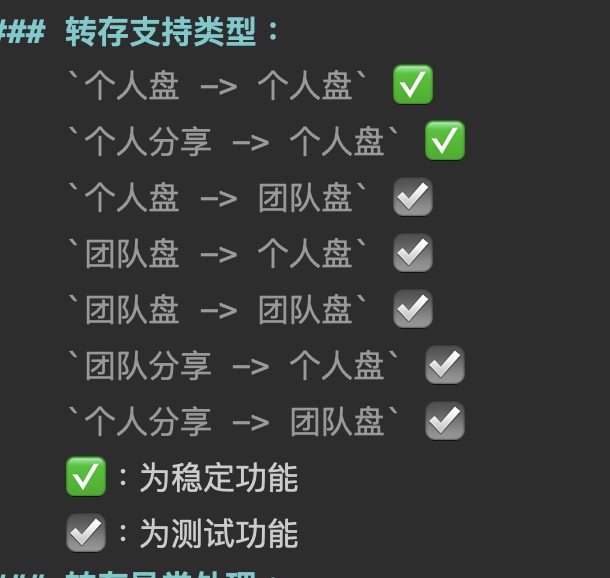 ### 转存支持类型：
`个人盘 —> 个人盘` ✅
`个人分享 —> 个人盘` ✅
`个人盘 —> 团队盘` ☑
`团队盘 —> 个人盘` ☑
`团队盘 —> 团队盘` ☑
`团队分享 —> 个人盘` ☑
`个人分享 —> 团队盘` ☑
✅：为稳定功能
☑：为测试功能